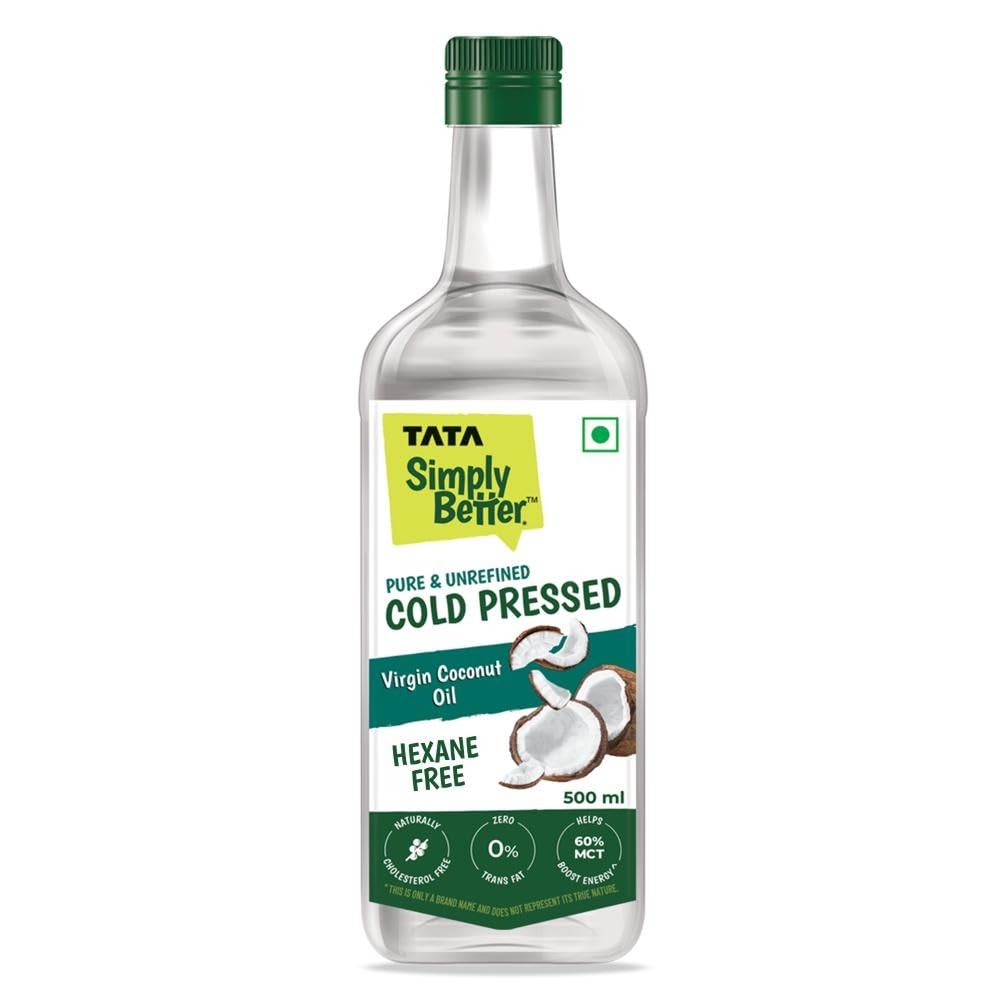 TATA
Simply
Better.™
PURE & UNREFINED
COLD PRESSED
Virgin Coconut
Oil
HEXANE
FREE
500 ml
NATURALLY
CHOLESTEROL FREE
ZERO
0%
TRANS FAT
HELPS
60%
MCT
BOOST ENERGY^
*THIS IS ONLY A BRAND NAME AND DOES NOT REPRESENT ITS TRUE NATURE.